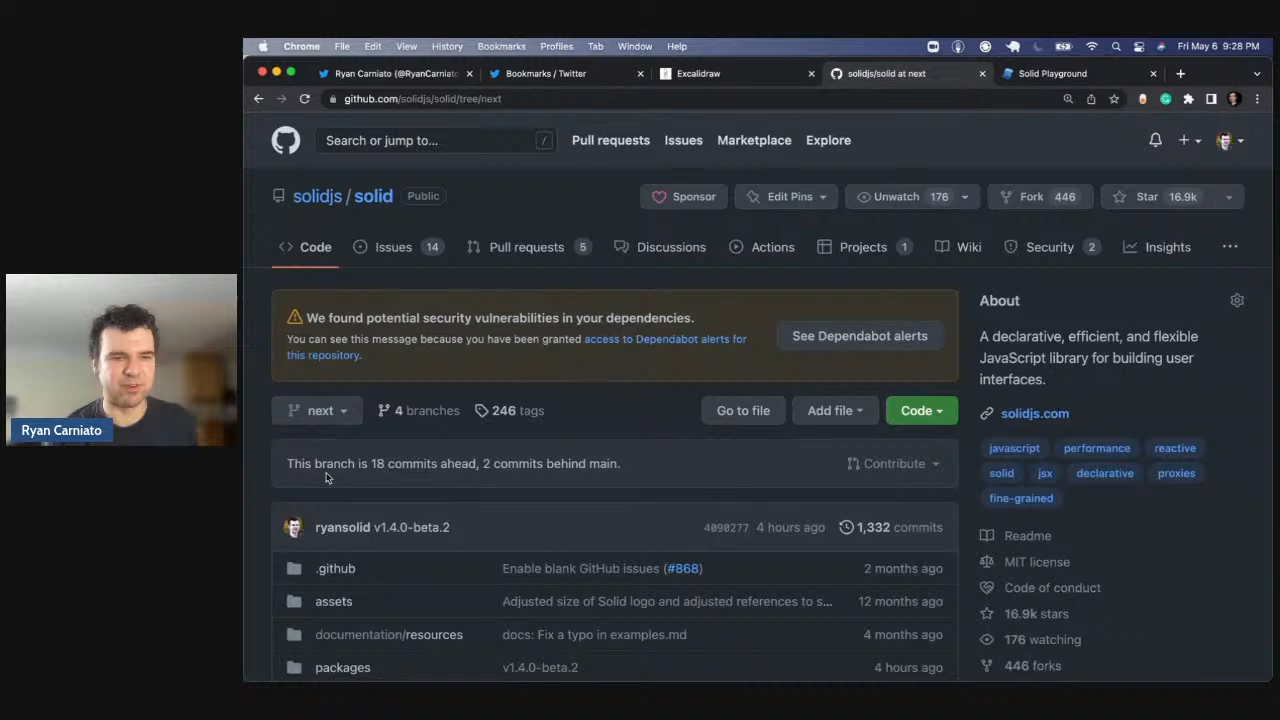 Chrome File Edit View History Bookmarks Profiles Tab Window Help Fri May 6 9:28 PM
Ryan Carniato (@RyanCarniato
Bookmarks / Twitter
Excalidraw
solidjs/solid at next
Solid Playground
github.com/solidjs/solid/tree/next
Search or jump to... /
Pull requests Issues Marketplace Explore
solidjs / solid Public
Sponsor Edit Pins Unwatch 176 Fork 446 Star 16.9k
Code Issues 14 Pull requests 5 Discussions Actions Projects 1 Wiki Security 2 Insights
We found potential security vulnerabilities in your dependencies.
You can see this message because you have been granted access to Dependabot alerts for
this repository.
See Dependabot alerts
next 4 branches 246 tags Go to file Add file Code
This branch is 18 commits ahead, 2 commits behind main. Contribute
ryansolid v1.4.0-beta.2 4090277 4 hours ago 1,332 commits
.github Enable blank GitHub issues (#868) 2 months ago
assets Adjusted size of Solid logo and adjusted references to s... 12 months ago
documentation/resources docs: Fix a typo in examples.md 4 months ago
packages v1.4.0-beta.2 4 hours ago
About
A declarative, efficient, and flexible
JavaScript library for building user
interfaces.
solidjs.com
javascript performance reactive
solid jsx declarative proxies
fine-grained
Readme
MIT license
Code of conduct
16.9k stars
176 watching
446 forks
Ryan Carniato